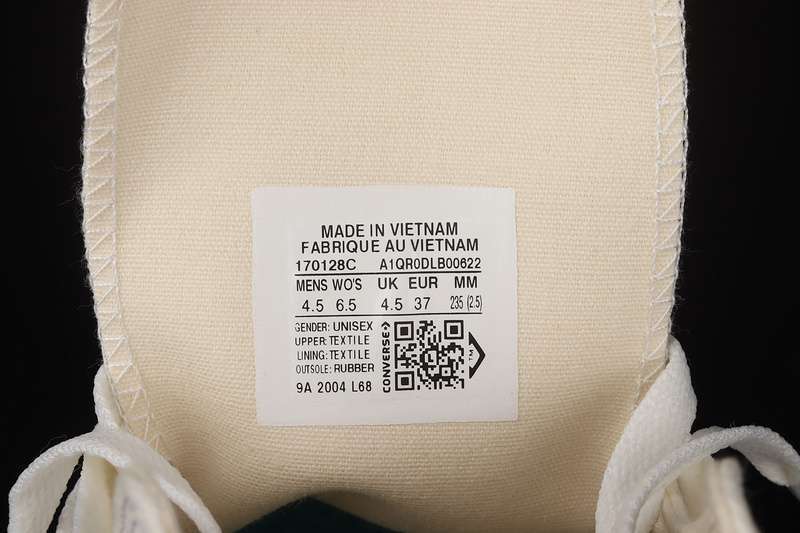 MADE IN VIETNAM
FABRIQUE AU VIETNAM
170128C A1QR0DLB00622
MENS WO'S UK EUR MM
4.5 6.5 4.5 37 235 (2.5)
GENDER: UNISEX
UPPER: TEXTILE
LINING: TEXTILE
OUTSOLE: RUBBER
9A 2004 L68
CONVERSE
TM